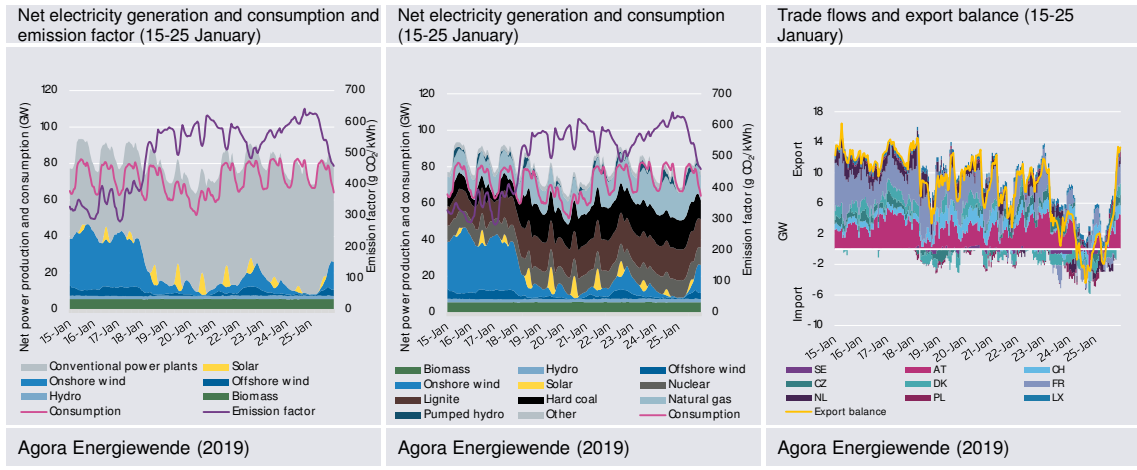 Net electricity generation and consumption and
emission factor (15-25 January)
Net power production and consumption (GW)
120
100
80
60
40
20
0
700
600
500
400
300
200
100
0
Emission factor (g CO2/ kWh)
15-Jan
16-Jan
17-Jan
18-Jan
19-Jan
20-Jan
21-Jan
22-Jan
23-Jan
24-Jan
25-Jan
Conventional power plants
Solar
Onshore wind
Offshore wind
Hydro
Biomass
Consumption
Emission factor
Agora Energiewende (2019)
Net electricity generation and consumption
(15-25 January)
Net power production and consumption (GW)
120
100
80
60
40
20
0
700
600
500
400
300
200
100
0
Emission factor (g CO2/ kWh)
15-Jan
16-Jan
17-Jan
18-Jan
19-Jan
20-Jan
21-Jan
22-Jan
23-Jan
24-Jan
25-Jan
Biomass
Hydro
Offshore wind
Onshore wind
Solar
Nuclear
Lignite
Hard coal
Natural gas
Pumped hydro
Other
Consumption
Agora Energiewende (2019)
Trade flows and export balance (15-25
January)
Export
GW
Import
18
14
10
6
2
-2
-6
-10
15-Jan
16-Jan
17-Jan
18-Jan
19-Jan
20-Jan
21-Jan
22-Jan
23-Jan
24-Jan
25-Jan
SE
AT
CH
CZ
DK
FR
NL
PL
LX
Export balance
Agora Energiewende (2019)